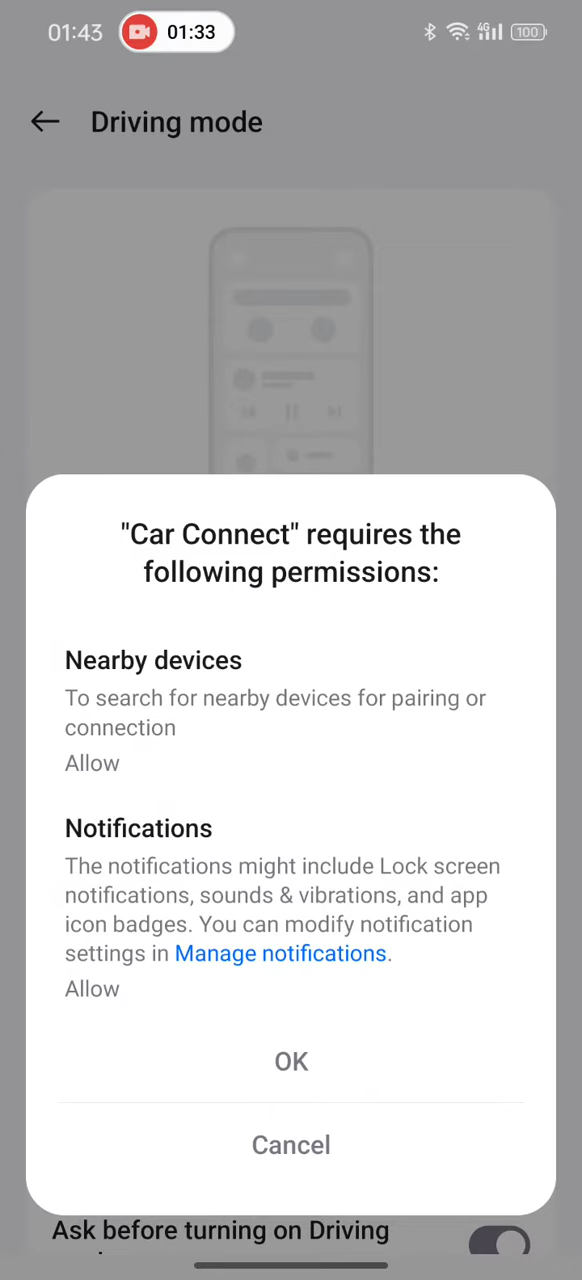 01:43
01:33
4G
100
Driving mode
"Car Connect" requires the
following permissions:
Nearby devices
To search for nearby devices for pairing or
connection
Allow
Notifications
The notifications might include Lock screen
notifications, sounds & vibrations, and app
icon badges. You can modify notification
settings in Manage notifications.
Allow
OK
Cancel
Ask before turning on Driving